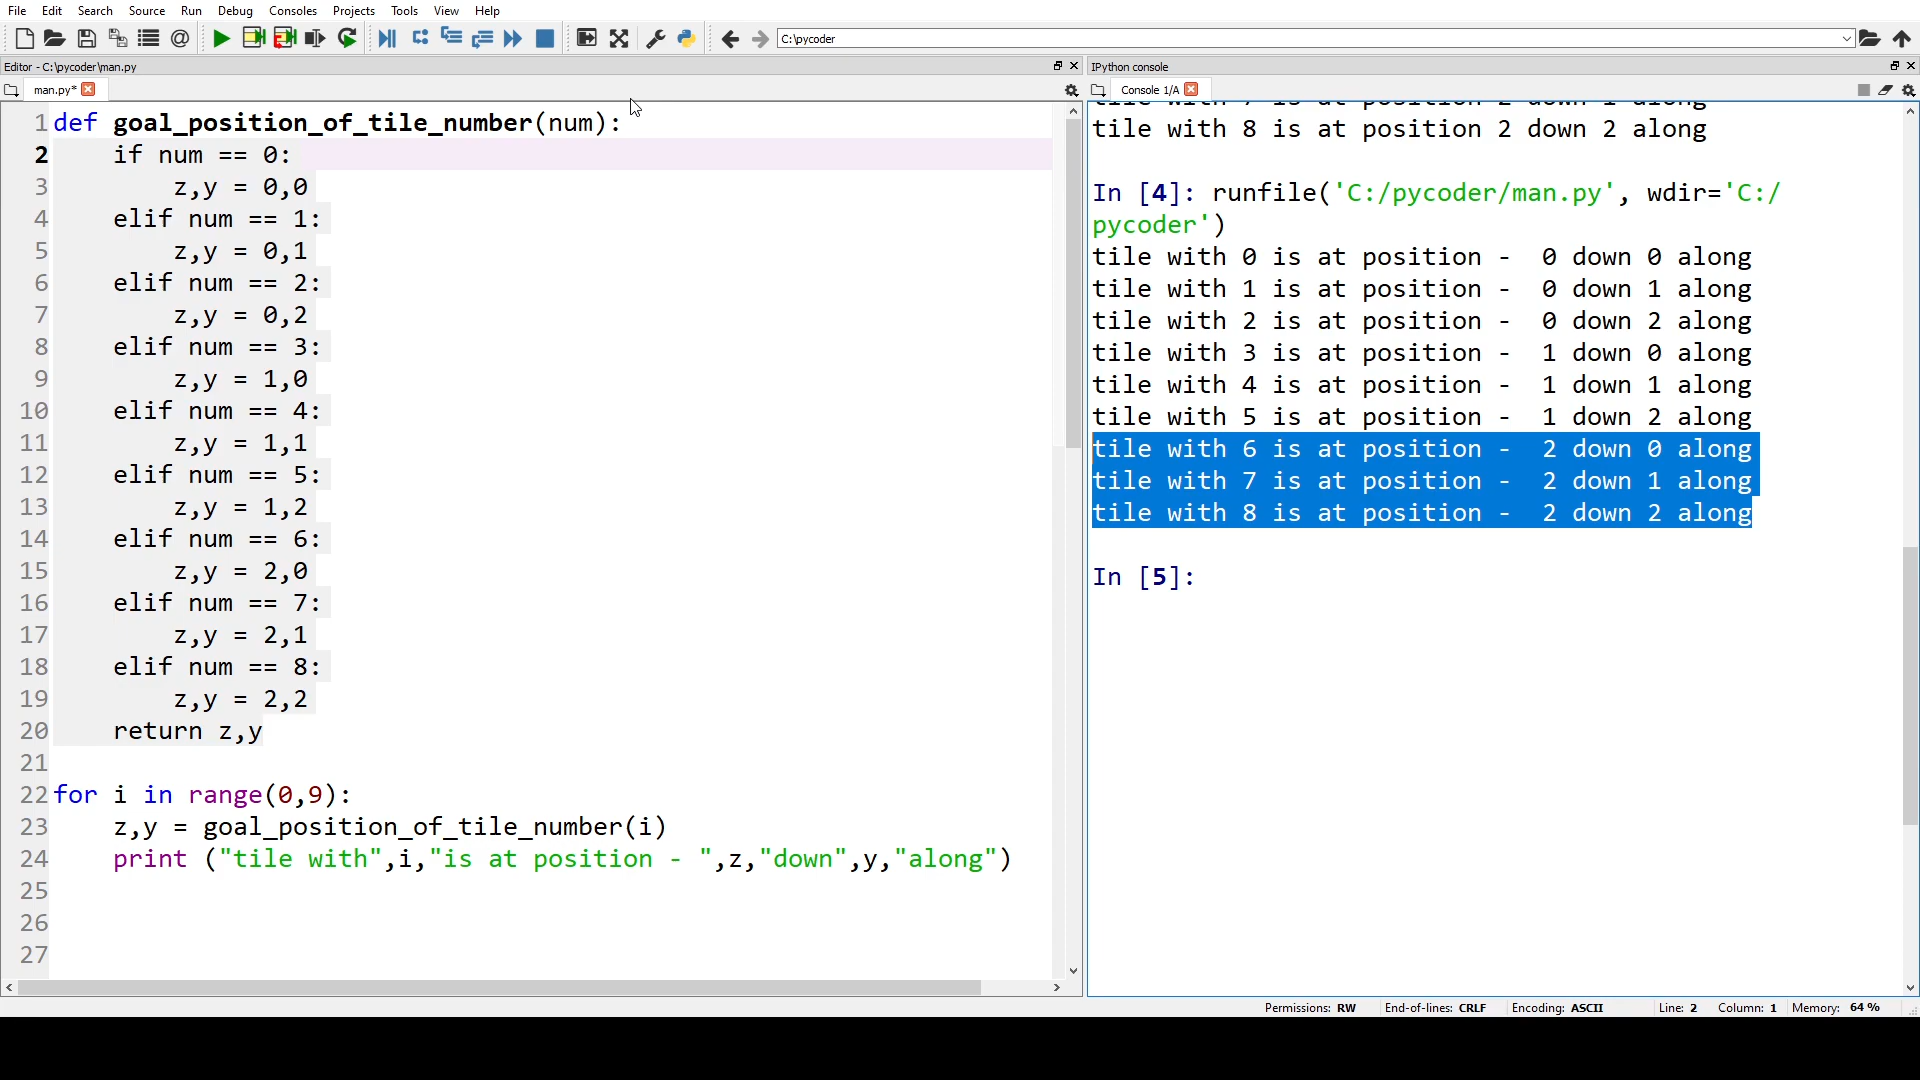 File Edit Search Source Run Debug Consoles Projects Tools View Help
C:\pycoder
Editor - C:\pycoder\man.py
man.py*
1 def goal_position_of_tile_number(num):
2 if num == 0:
3 z,y = 0,0
4 elif num == 1:
5 z,y = 0,1
6 elif num == 2:
7 z,y = 0,2
8 elif num == 3:
9 z,y = 1,0
10 elif num == 4:
11 z,y = 1,1
12 elif num == 5:
13 z,y = 1,2
14 elif num == 6:
15 z,y = 2,0
16 elif num == 7:
17 z,y = 2,1
18 elif num == 8:
19 z,y = 2,2
20 return z,y
21
22 for i in range(0,9):
23 z,y = goal_position_of_tile_number(i)
24 print ("tile with",i,"is at position - ",z,"down",y,"along")
25
26
27
IPython console
Console 1/A
tile with 7 is at position 2 down 1 along
tile with 8 is at position 2 down 2 along
In [4]: runfile('C:/pycoder/man.py', wdir='C:/
pycoder')
tile with 0 is at position -  0 down 0 along
tile with 1 is at position -  0 down 1 along
tile with 2 is at position -  0 down 2 along
tile with 3 is at position -  1 down 0 along
tile with 4 is at position -  1 down 1 along
tile with 5 is at position -  1 down 2 along
tile with 6 is at position -  2 down 0 along
tile with 7 is at position -  2 down 1 along
tile with 8 is at position -  2 down 2 along
In [5]:
Permissions: RW End-of-lines: CRLF Encoding: ASCII Line: 2 Column: 1 Memory: 64 %